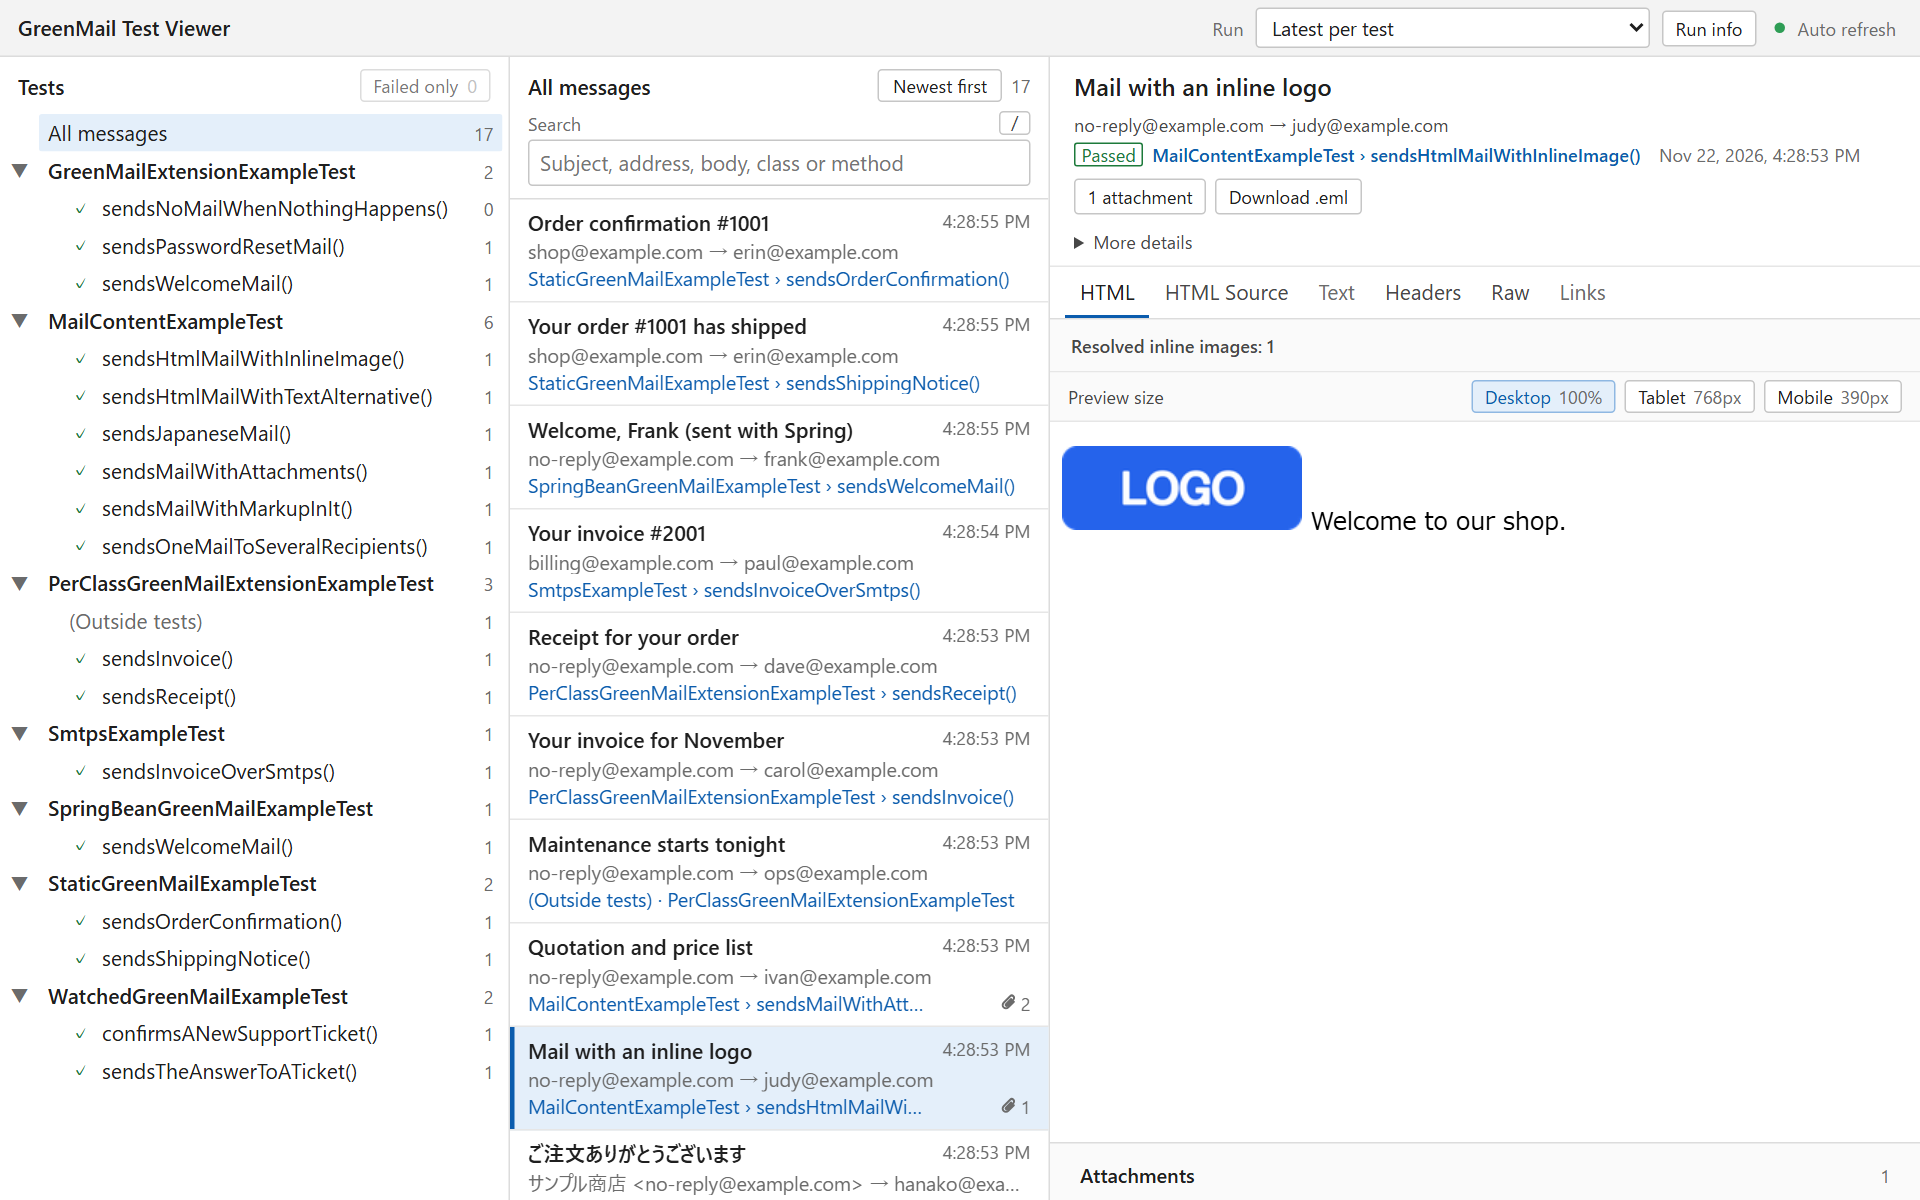 GreenMail Test Viewer
Run
Latest per test
Run info
Auto refresh
Tests
Failed only 0
All messages 17
GreenMailExtensionExampleTest 2
sendsNoMailWhenNothingHappens() 0
sendsPasswordResetMail() 1
sendsWelcomeMail() 1
MailContentExampleTest 6
sendsHtmlMailWithInlineImage() 1
sendsHtmlMailWithTextAlternative() 1
sendsJapaneseMail() 1
sendsMailWithAttachments() 1
sendsMailWithMarkupInIt() 1
sendsOneMailToSeveralRecipients() 1
PerClassGreenMailExtensionExampleTest 3
(Outside tests) 1
sendsInvoice() 1
sendsReceipt() 1
SmtpsExampleTest 1
sendsInvoiceOverSmtps() 1
SpringBeanGreenMailExampleTest 1
sendsWelcomeMail() 1
StaticGreenMailExampleTest 2
sendsOrderConfirmation() 1
sendsShippingNotice() 1
WatchedGreenMailExampleTest 2
confirmsANewSupportTicket() 1
sendsTheAnswerToATicket() 1
All messages
Newest first
17
Search
/
Subject, address, body, class or method
Order confirmation #1001 4:28:55 PM
shop@example.com → erin@example.com
StaticGreenMailExampleTest › sendsOrderConfirmation()
Your order #1001 has shipped 4:28:55 PM
shop@example.com → erin@example.com
StaticGreenMailExampleTest › sendsShippingNotice()
Welcome, Frank (sent with Spring) 4:28:55 PM
no-reply@example.com → frank@example.com
SpringBeanGreenMailExampleTest › sendsWelcomeMail()
Your invoice #2001 4:28:54 PM
billing@example.com → paul@example.com
SmtpsExampleTest › sendsInvoiceOverSmtps()
Receipt for your order 4:28:53 PM
no-reply@example.com → dave@example.com
PerClassGreenMailExtensionExampleTest › sendsReceipt()
Your invoice for November 4:28:53 PM
no-reply@example.com → carol@example.com
PerClassGreenMailExtensionExampleTest › sendsInvoice()
Maintenance starts tonight 4:28:53 PM
no-reply@example.com → ops@example.com
(Outside tests) · PerClassGreenMailExtensionExampleTest
Quotation and price list 4:28:53 PM
no-reply@example.com → ivan@example.com
MailContentExampleTest › sendsMailWithAtt... 2
Mail with an inline logo 4:28:53 PM
no-reply@example.com → judy@example.com
MailContentExampleTest › sendsHtmlMailWi... 1
ご注文ありがとうございます 4:28:53 PM
サンプル商店 <no-reply@example.com> → hanako@exa...
Mail with an inline logo
no-reply@example.com → judy@example.com
Passed MailContentExampleTest › sendsHtmlMailWithInlineImage() Nov 22, 2026, 4:28:53 PM
1 attachment
Download .eml
More details
HTML HTML Source Text Headers Raw Links
Resolved inline images: 1
Preview size
Desktop 100%
Tablet 768px
Mobile 390px
LOGO
Welcome to our shop.
Attachments 1